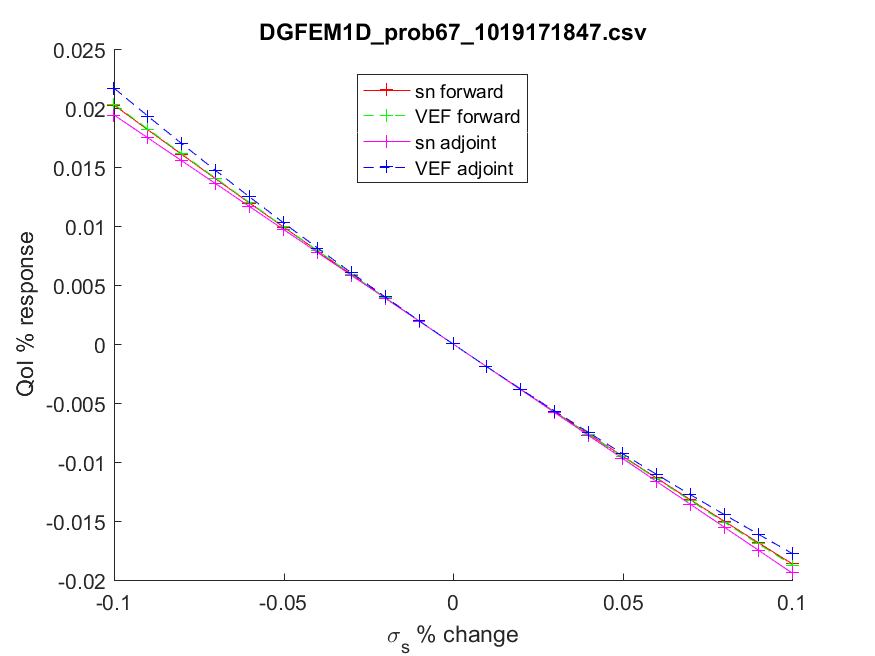 DGFEM1D_prob67_1019171847.csv
sn forward
VEF forward
sn adjoint
VEF adjoint
QoI % response
0.025
0.02
0.015
0.01
0.005
0
-0.005
-0.01
-0.015
-0.02
-0.1
-0.05
0
0.05
0.1
σs % change